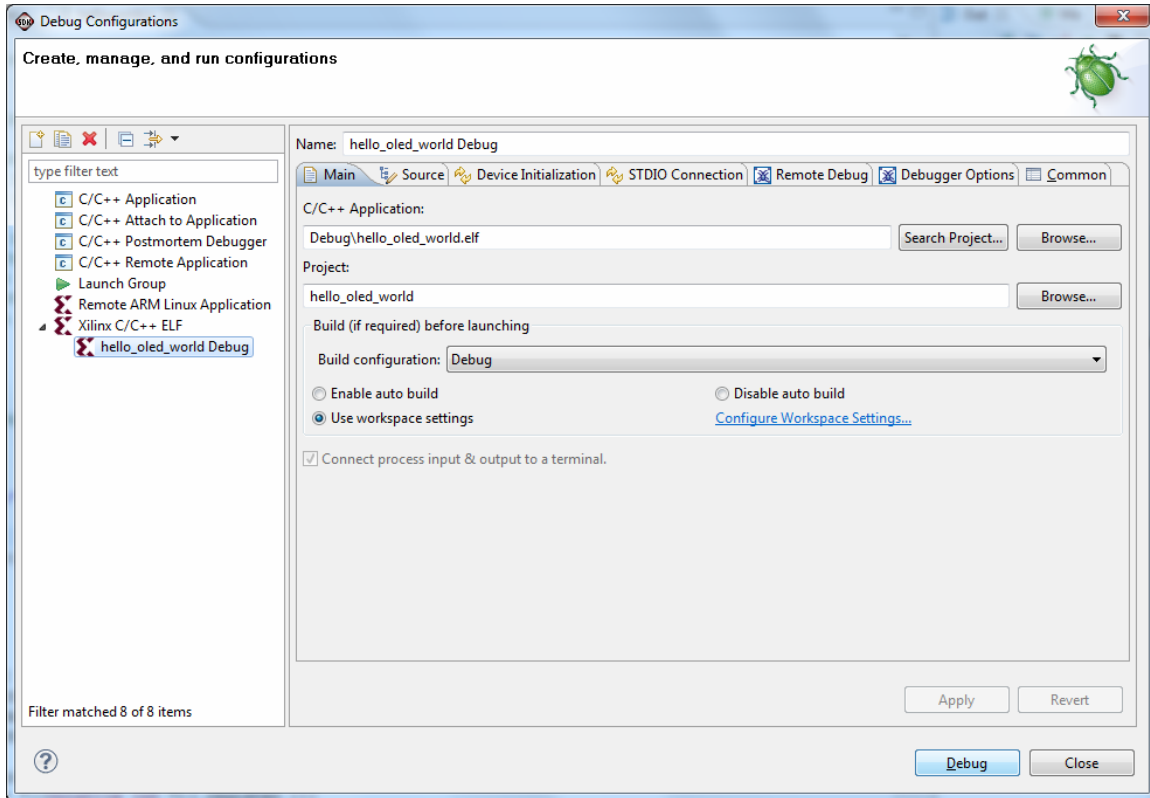 Debug Configurations
Create, manage, and run configurations
type filter text
C/C++ Application
C/C++ Attach to Application
C/C++ Postmortem Debugger
C/C++ Remote Application
Launch Group
Remote ARM Linux Application
Xilinx C/C++ ELF
hello_oled_world Debug
Filter matched 8 of 8 items
Name: hello_oled_world Debug
Main Source Device Initialization STDIO Connection Remote Debug Debugger Options Common
C/C++ Application:
Debug\hello_oled_world.elf Search Project... Browse...
Project:
hello_oled_world Browse...
Build (if required) before launching
Build configuration: Debug
Enable auto build Disable auto build
Use workspace settings Configure Workspace Settings...
Connect process input & output to a terminal.
Apply Revert
? Debug Close